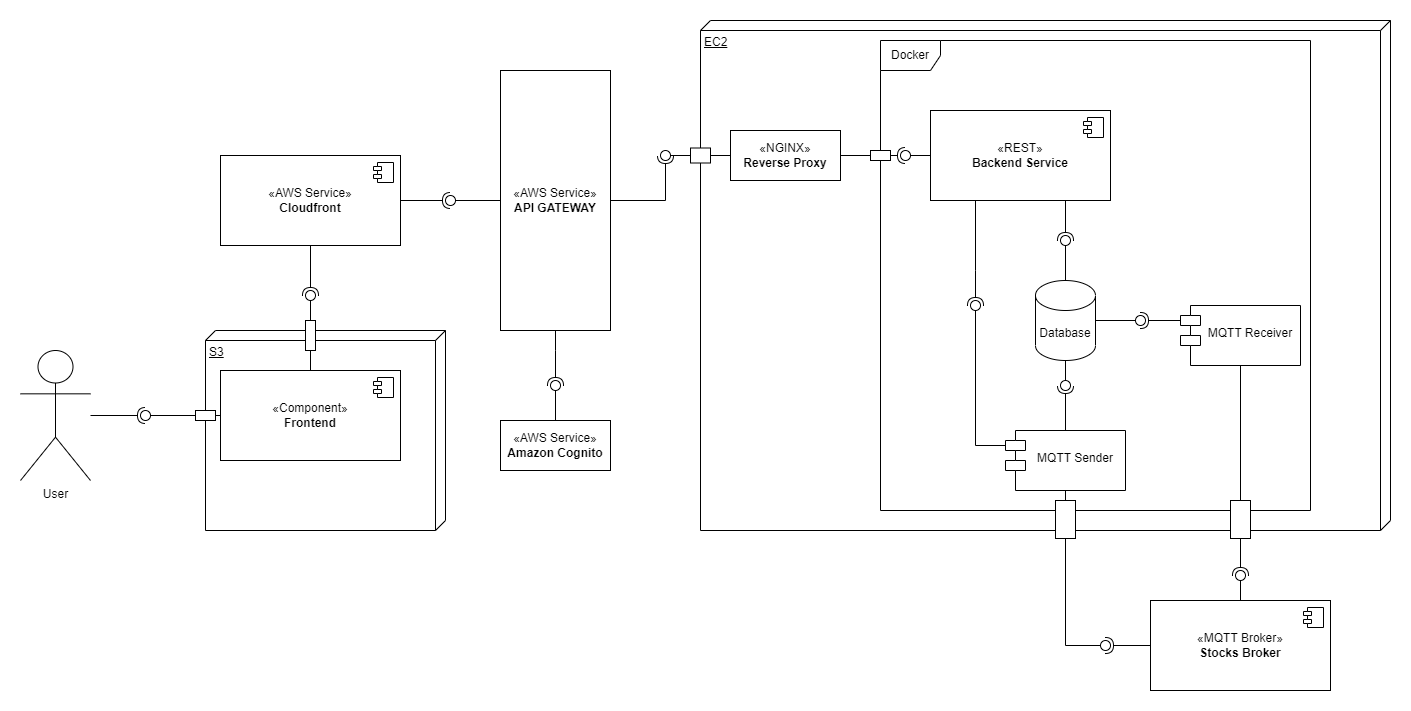 EC2
Docker
«NGINX»
Reverse Proxy
«REST»
Backend Service
«AWS Service»
Cloudfront
«AWS Service»
API GATEWAY
Database
MQTT Receiver
S3
«Component»
Frontend
User
«AWS Service»
Amazon Cognito
MQTT Sender
«MQTT Broker»
Stocks Broker